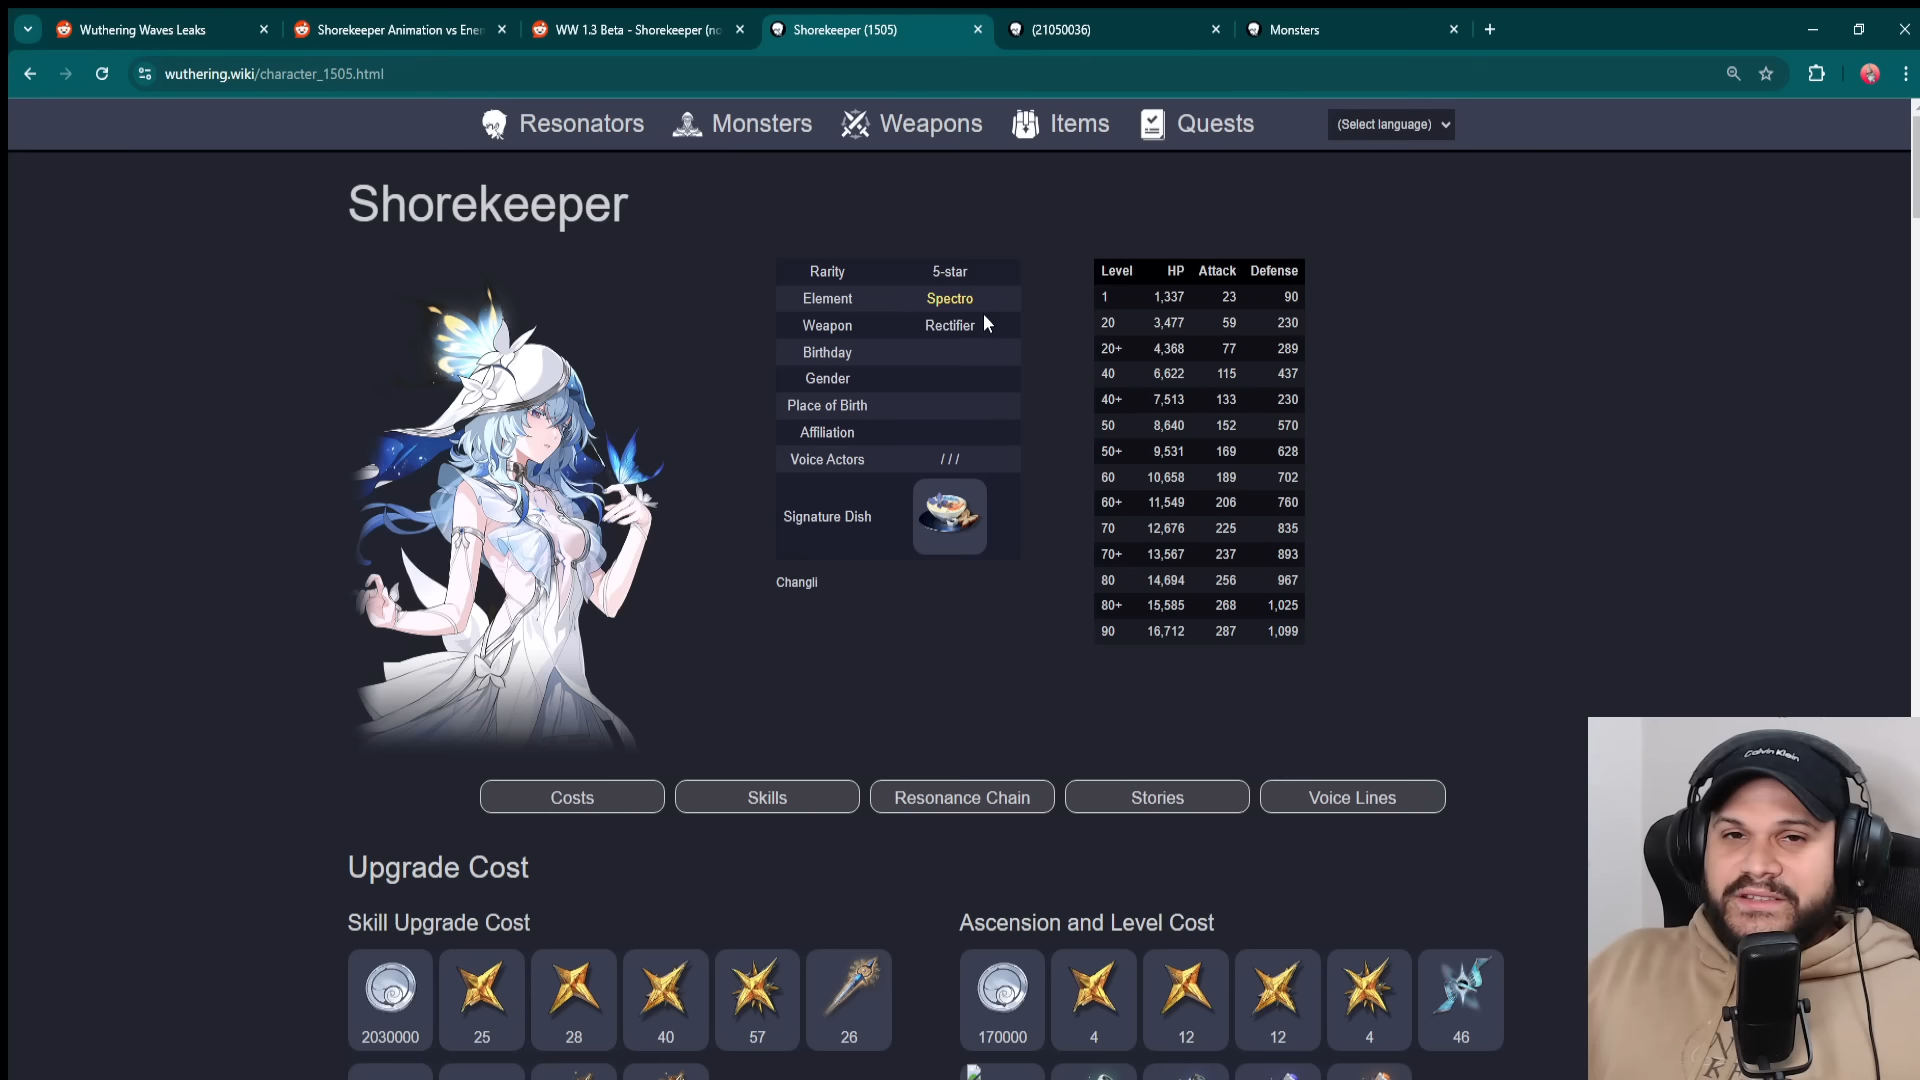 Wuthering Waves Leaks
Shorekeeper Animation vs Ene
WW 1.3 Beta - Shorekeeper (no
Shorekeeper (1505)
(21050036)
Monsters
wuthering.wiki/character_1505.html
Resonators
Monsters
Weapons
Items
Quests
(Select language)
Shorekeeper
Rarity 5-star
Element Spectro
Weapon Rectifier
Birthday
Gender
Place of Birth
Affiliation
Voice Actors / / /
Signature Dish
Changli
Level HP Attack Defense
1 1,337 23 90
20 3,477 59 230
20+ 4,368 77 289
40 6,622 115 437
40+ 7,513 133 230
50 8,640 152 570
50+ 9,531 169 628
60 10,658 189 702
60+ 11,549 206 760
70 12,676 225 835
70+ 13,567 237 893
80 14,694 256 967
80+ 15,585 268 1,025
90 16,712 287 1,099
Costs
Skills
Resonance Chain
Stories
Voice Lines
Upgrade Cost
Skill Upgrade Cost
2030000 25 28 40 57 26
Ascension and Level Cost
170000 4 12 12 4 46
Calvin Klein